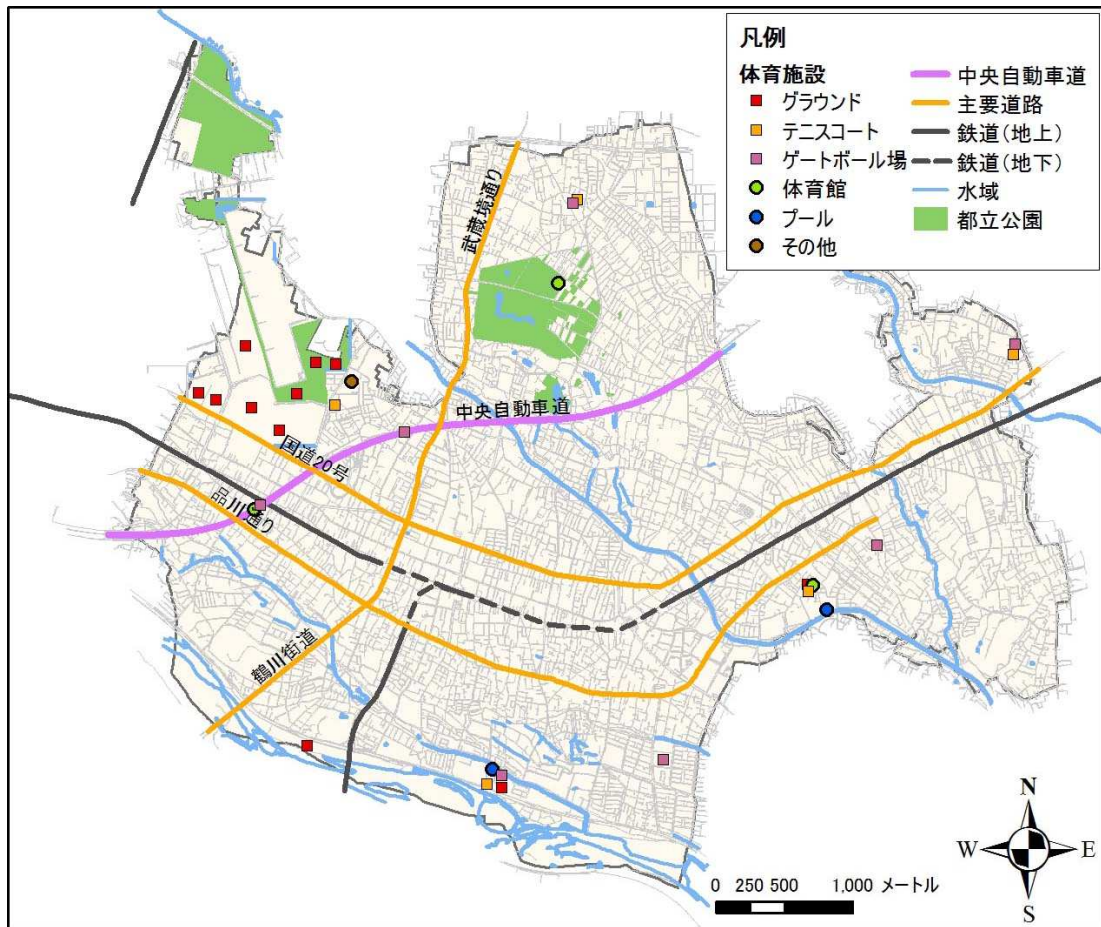 凡例
体育施設
グラウンド
テニスコート
ゲートボール場
体育館
プール
その他
中央自動車道
主要道路
鉄道(地上)
鉄道(地下)
水域
都立公園
武蔵境通り
中央自動車道
国道20号
品川通り
鶴川街道
N
W E
S
0 250 500 1,000 メートル